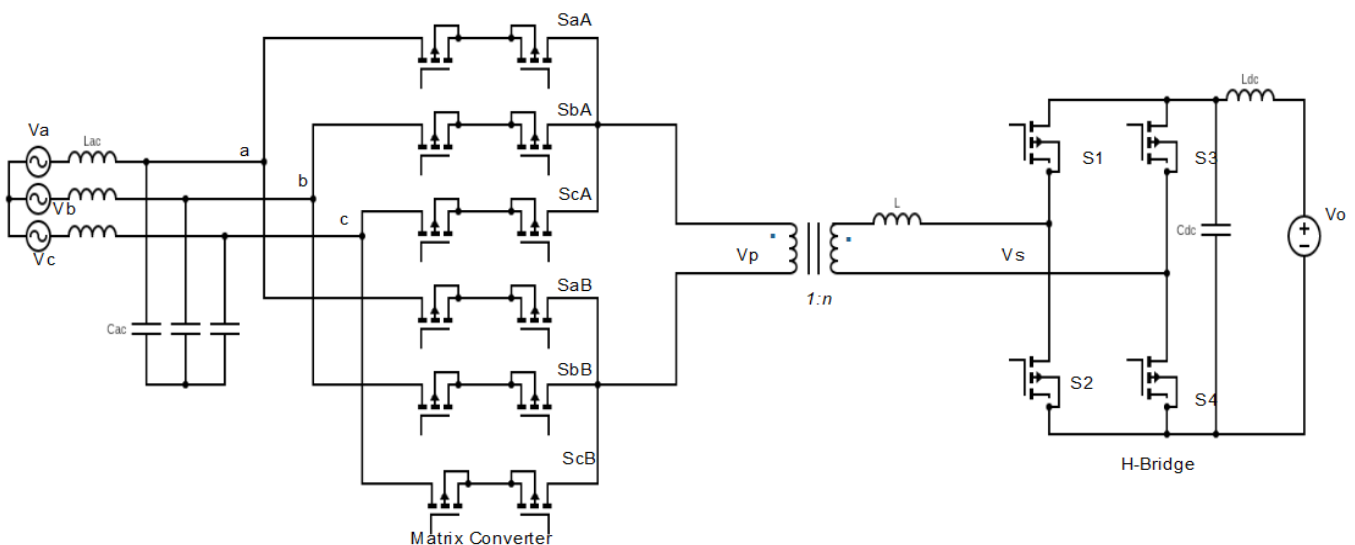 SaA
Va
Lac
a
SbA
b
Vb
ScA
c
Vc
Cac
SaB
SbB
ScB
Matrix Converter
Vp
1:n
L
Vs
S1
S2
S3
S4
Ldc
Cdc
Vo
H-Bridge